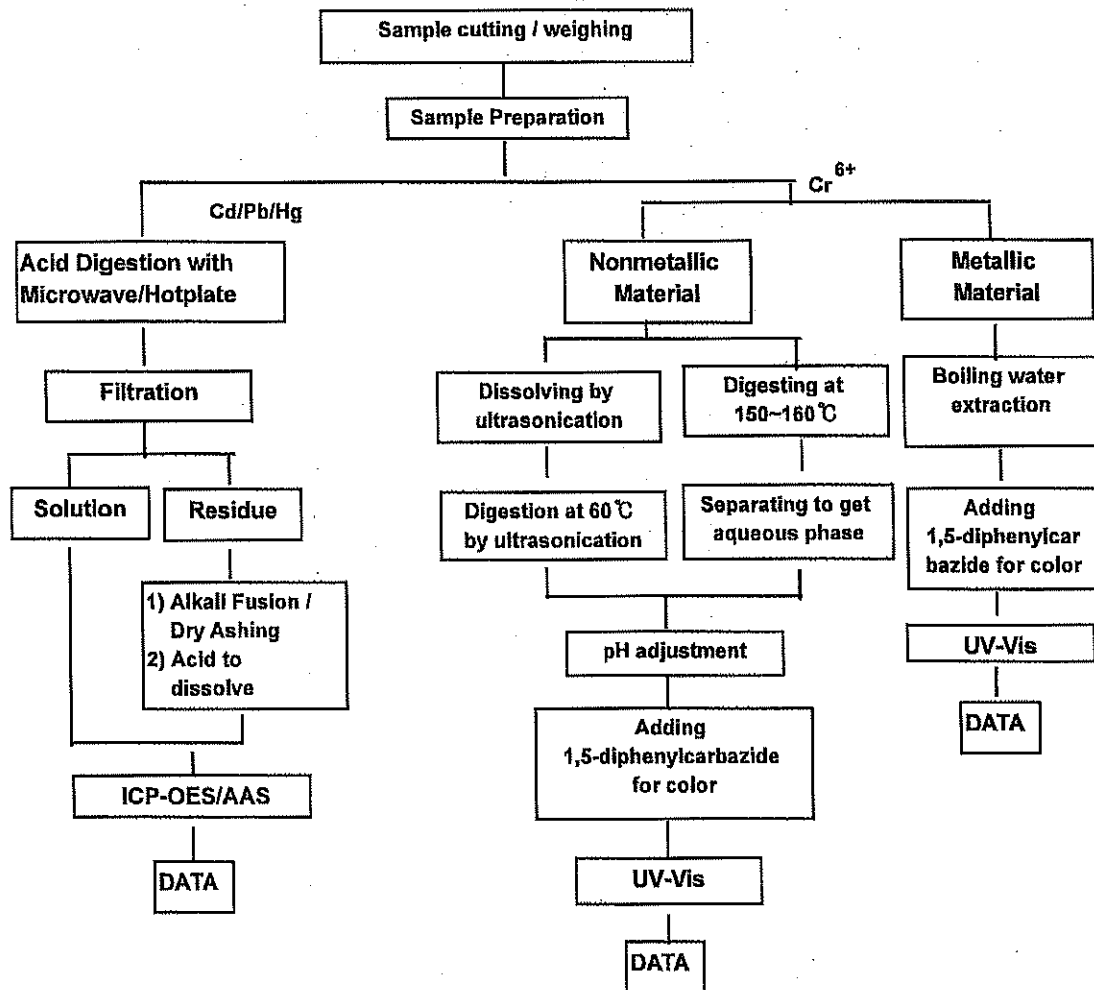 Sample cutting / weighing
Sample Preparation
Cr6+
Cd/Pb/Hg
Acid Digestion with
Microwave/Hotplate
Nonmetallic
Material
Metallic
Material
Filtration
Dissolving by
ultrasonication
Digesting at
150~160℃
Boiling water
extraction
Solution
Residue
Digestion at 60℃
by ultrasonication
Separating to get
aqueous phase
Adding
1,5-diphenylcar
bazide for color
1) Alkali Fusion /
Dry Ashing
2) Acid to
dissolve
pH adjustment
UV-Vis
DATA
Adding
1,5-diphenylcarbazide
for color
ICP-OES/AAS
DATA
UV-Vis
DATA